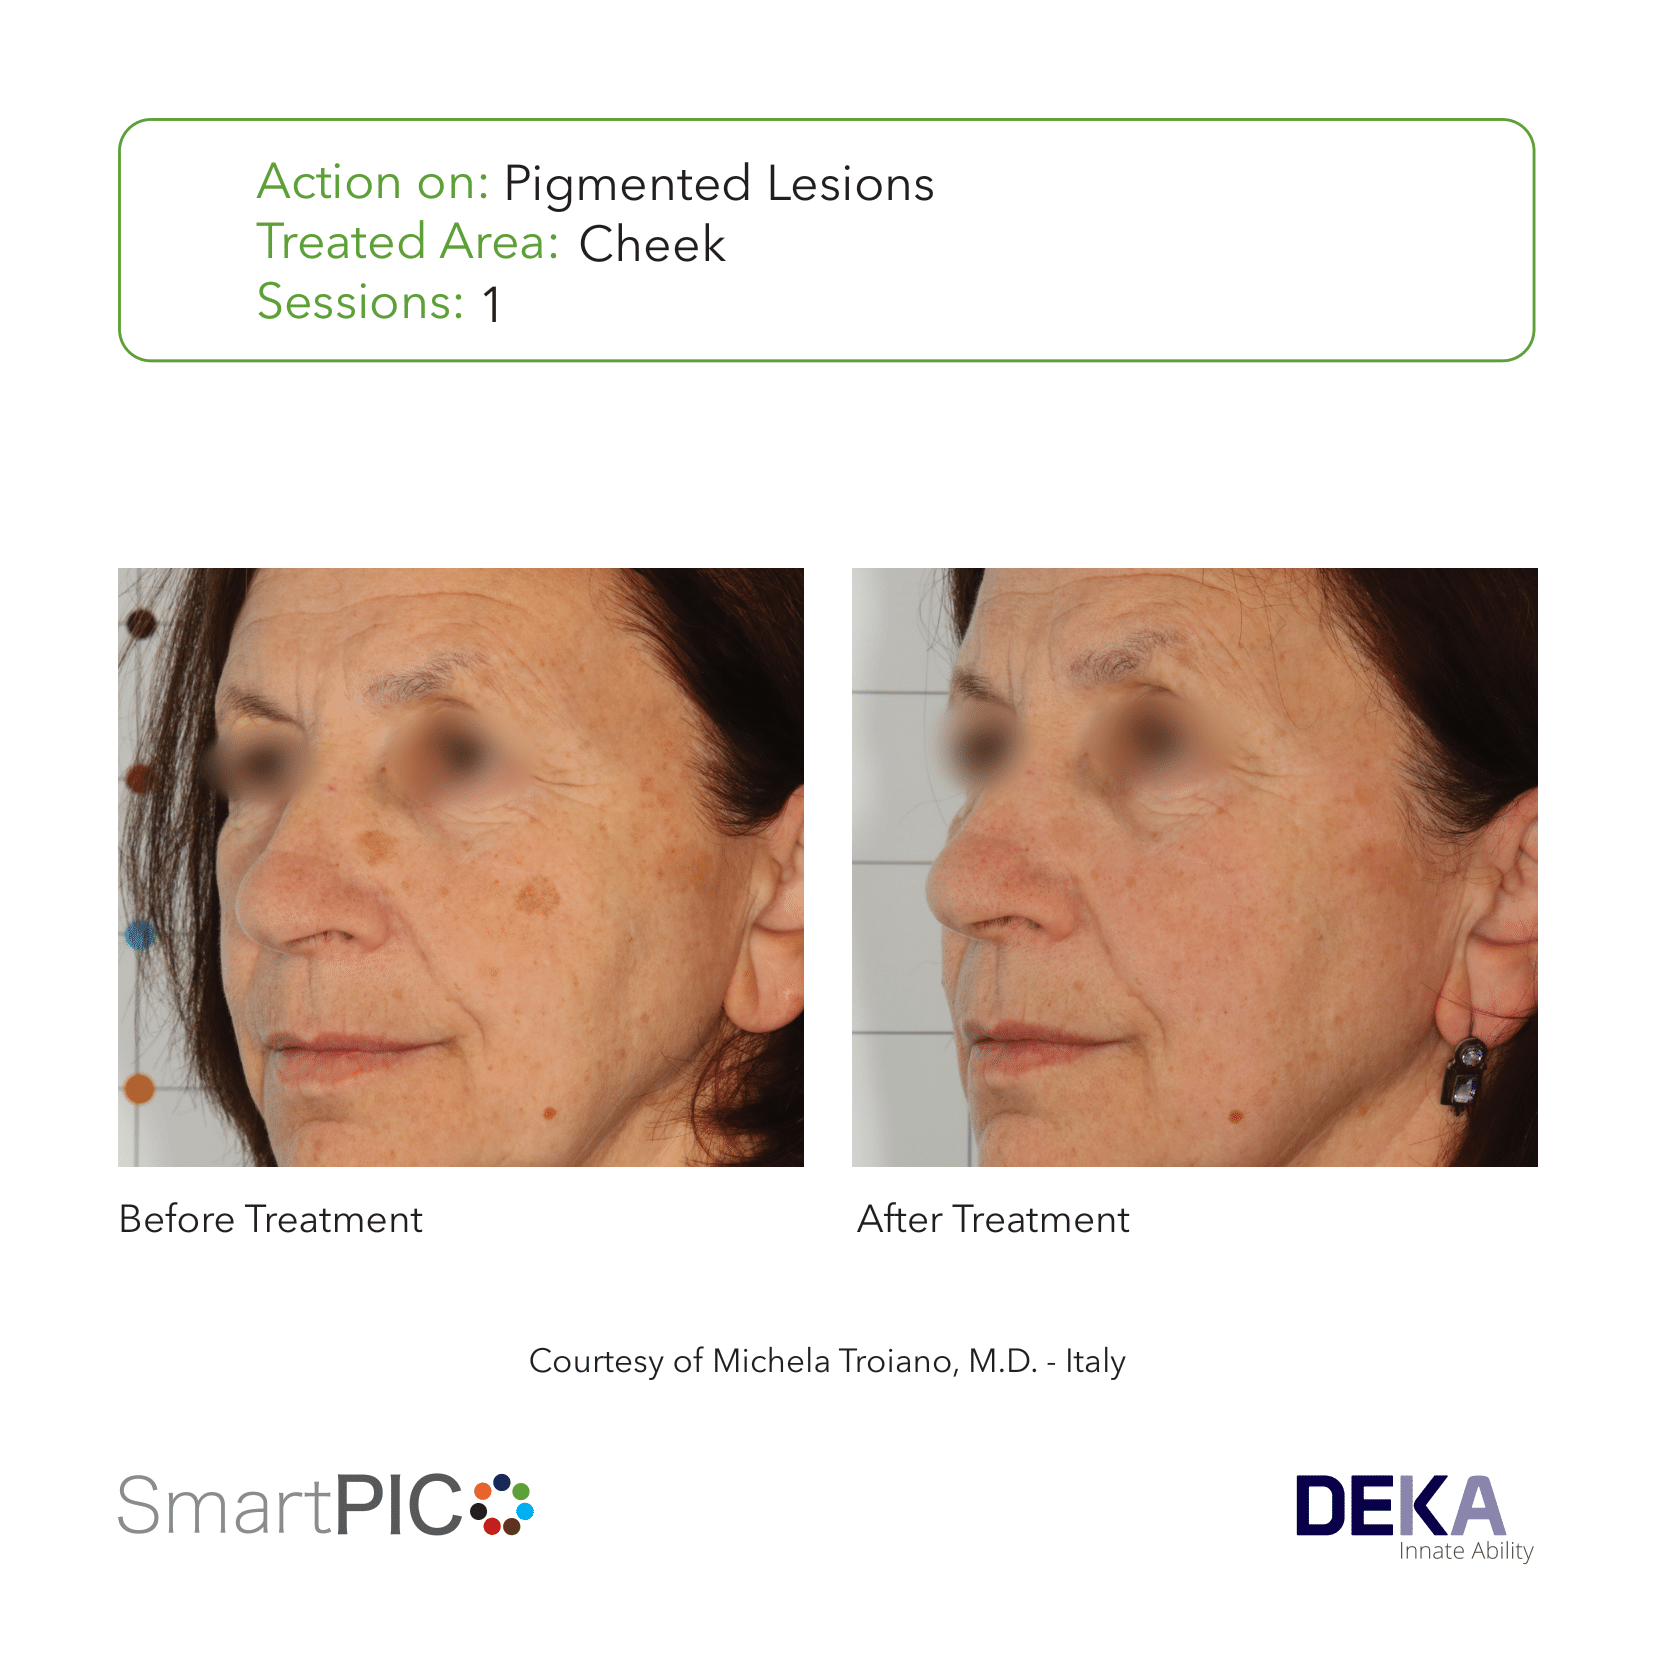 Action on: Pigmented Lesions
Treated Area: Cheek
Sessions: 1
Before Treatment
After Treatment
Courtesy of Michela Troiano, M.D. - Italy
SmartPICO
DEKA
Innate Ability